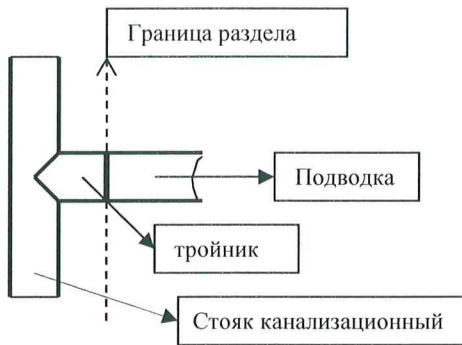 Граница раздела
Подводка
тройник
Стояк канализационный